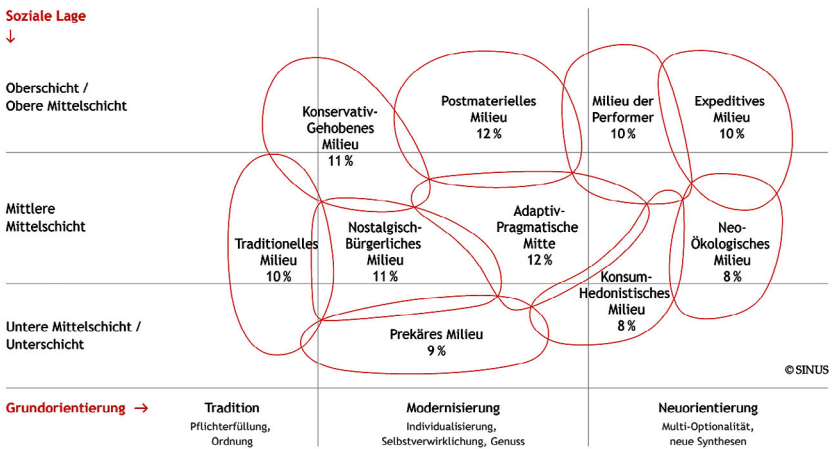 Soziale Lage
↓
Oberschicht /
Obere Mittelschicht
Konservativ-
Gehobenes
Milieu
11 %
Postmaterielles
Milieu
12 %
Milieu der
Performer
10 %
Expeditives
Milieu
10 %
Mittlere
Mittelschicht
Traditionelles
Milieu
10 %
Nostalgisch-
Bürgerliches
Milieu
11 %
Adaptiv-
Pragmatische
Mitte
12 %
Neo-
Ökologisches
Milieu
8 %
Konsum-
Hedonistisches
Milieu
8 %
Untere Mittelschicht /
Unterschicht
Prekäres Milieu
9 %
© SINUS
Grundorientierung →
Tradition
Pflichterfüllung,
Ordnung
Modernisierung
Individualisierung,
Selbstverwirklichung, Genuss
Neuorientierung
Multi-Optionalität,
neue Synthesen